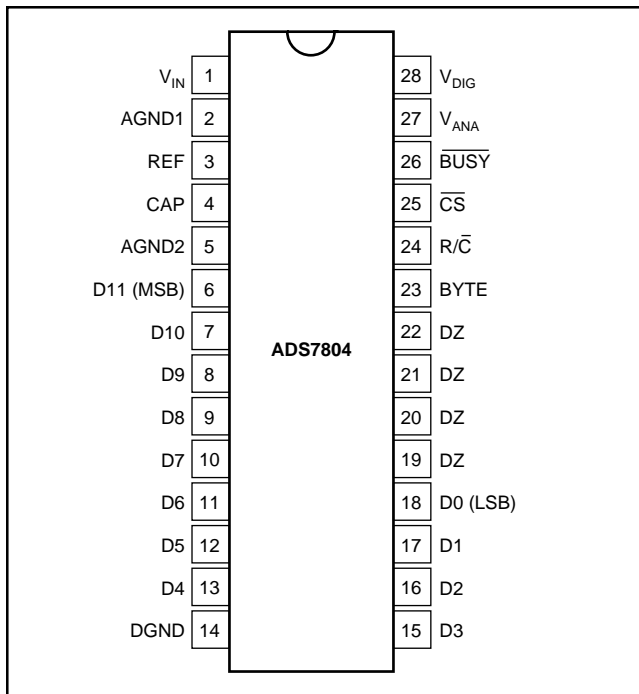 V_IN 1 28 V_DIG
AGND1 2 27 V_ANA
REF 3 26 B̅U̅S̅Y̅
CAP 4 25 C̅S̅
AGND2 5 24 R/C̅
D11 (MSB) 6 23 BYTE
D10 7 22 DZ
ADS7804
D9 8 21 DZ
D8 9 20 DZ
D7 10 19 DZ
D6 11 18 D0 (LSB)
D5 12 17 D1
D4 13 16 D2
DGND 14 15 D3